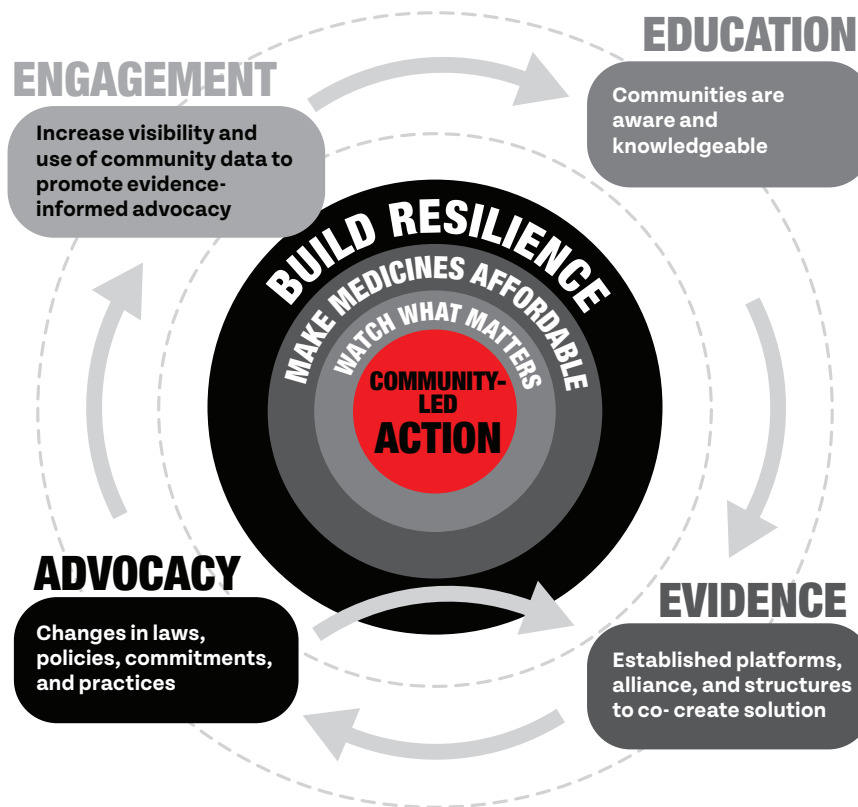 EDUCATION
Communities are
aware and
knowledgeable
ENGAGEMENT
Increase visibility and
use of community data to
promote evidence-
informed advocacy
BUILD RESILIENCE
MAKE MEDICINES AFFORDABLE
WATCH WHAT MATTERS
COMMUNITY-
LED
ACTION
ADVOCACY
Changes in laws,
policies, commitments,
and practices
EVIDENCE
Established platforms,
alliance, and structures
to co- create solution